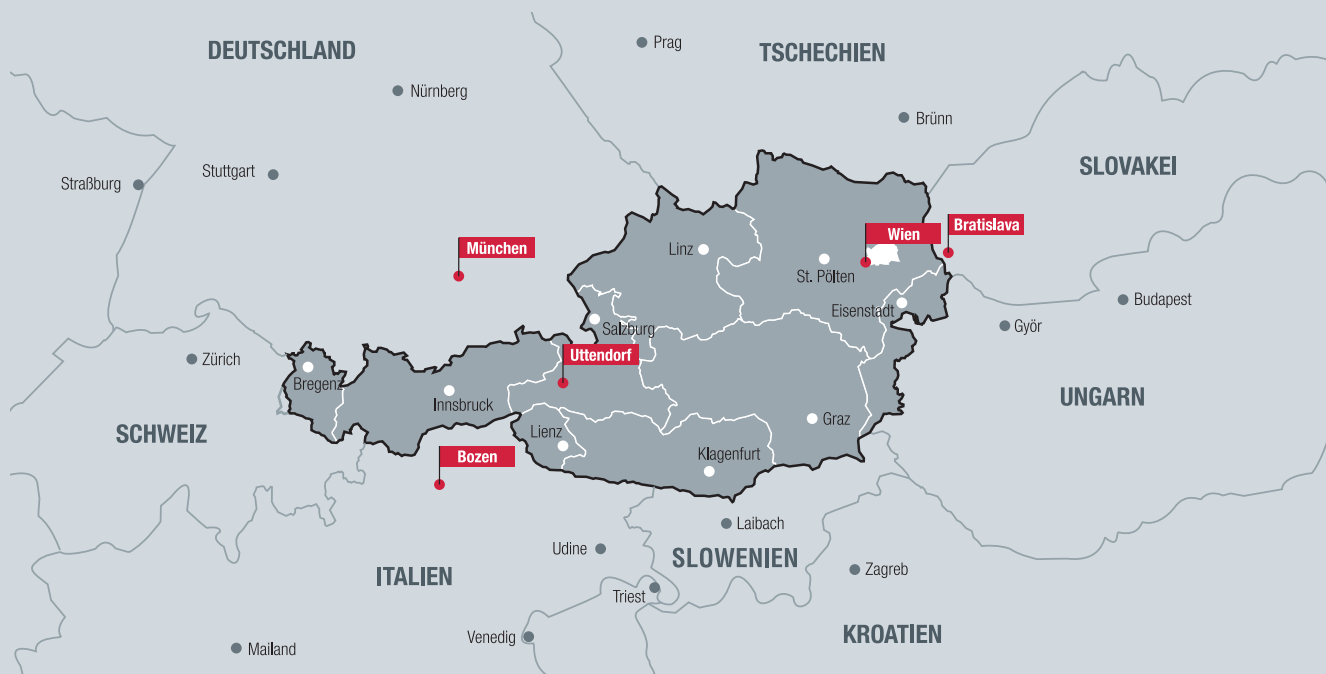 Prag
DEUTSCHLAND
TSCHECHIEN
Nürnberg
Brünn
SLOVAKEI
Stuttgart
Straßburg
Bratislava
Wien
München
Linz
St. Pölten
Budapest
Eisenstadt
Györ
Salzburg
Uttendorf
Zürich
Bregenz
Innsbruck
UNGARN
Graz
SCHWEIZ
Lienz
Klagenfurt
Bozen
Laibach
Udine
SLOWENIEN
Zagreb
ITALIEN
Triest
Venedig
KROATIEN
Mailand